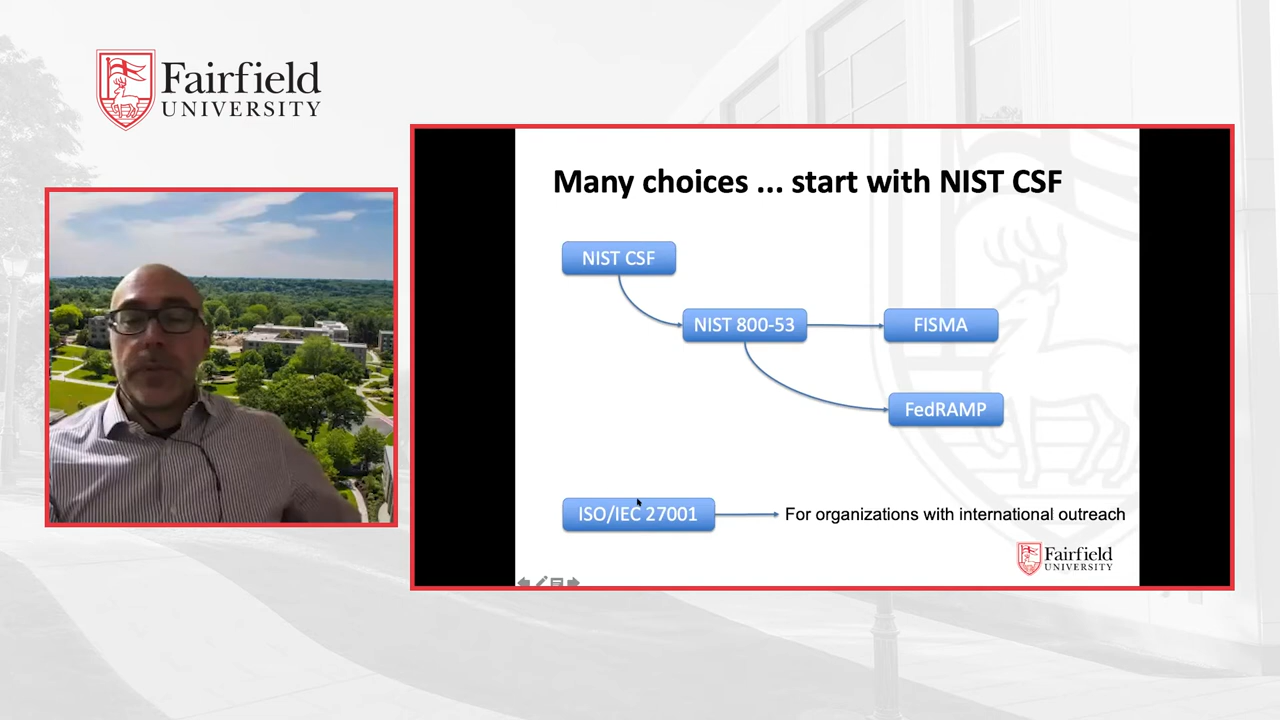 Fairfield
UNIVERSITY
Many choices ... start with NIST CSF
NIST CSF
NIST 800-53
FISMA
FedRAMP
ISO/IEC 27001
For organizations with international outreach
Fairfield
UNIVERSITY